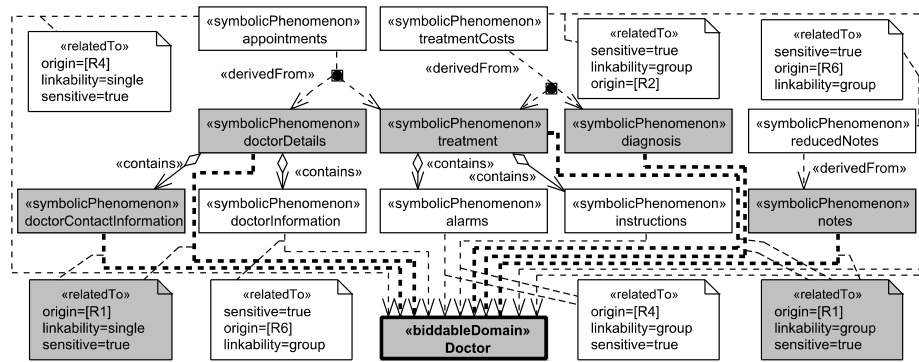 «symbolicPhenomenon»
appointments
«symbolicPhenomenon»
treatmentCosts
«relatedTo»
origin=[R4]
linkability=single
sensitive=true
«derivedFrom»
«derivedFrom»
«relatedTo»
sensitive=true
linkability=group
origin=[R2]
«relatedTo»
sensitive=true
origin=[R6]
linkability=group
«symbolicPhenomenon»
doctorDetails
«symbolicPhenomenon»
treatment
«symbolicPhenomenon»
diagnosis
«symbolicPhenomenon»
reducedNotes
«contains»
«contains»
«contains»
«contains»
«derivedFrom»
«symbolicPhenomenon»
doctorContactInformation
«symbolicPhenomenon»
doctorInformation
«symbolicPhenomenon»
alarms
«symbolicPhenomenon»
instructions
«symbolicPhenomenon»
notes
«relatedTo»
origin=[R1]
linkability=single
sensitive=true
«relatedTo»
sensitive=true
origin=[R6]
linkability=group
«biddableDomain»
Doctor
«relatedTo»
origin=[R4]
linkability=group
sensitive=true
«relatedTo»
origin=[R1]
linkability=group
sensitive=true